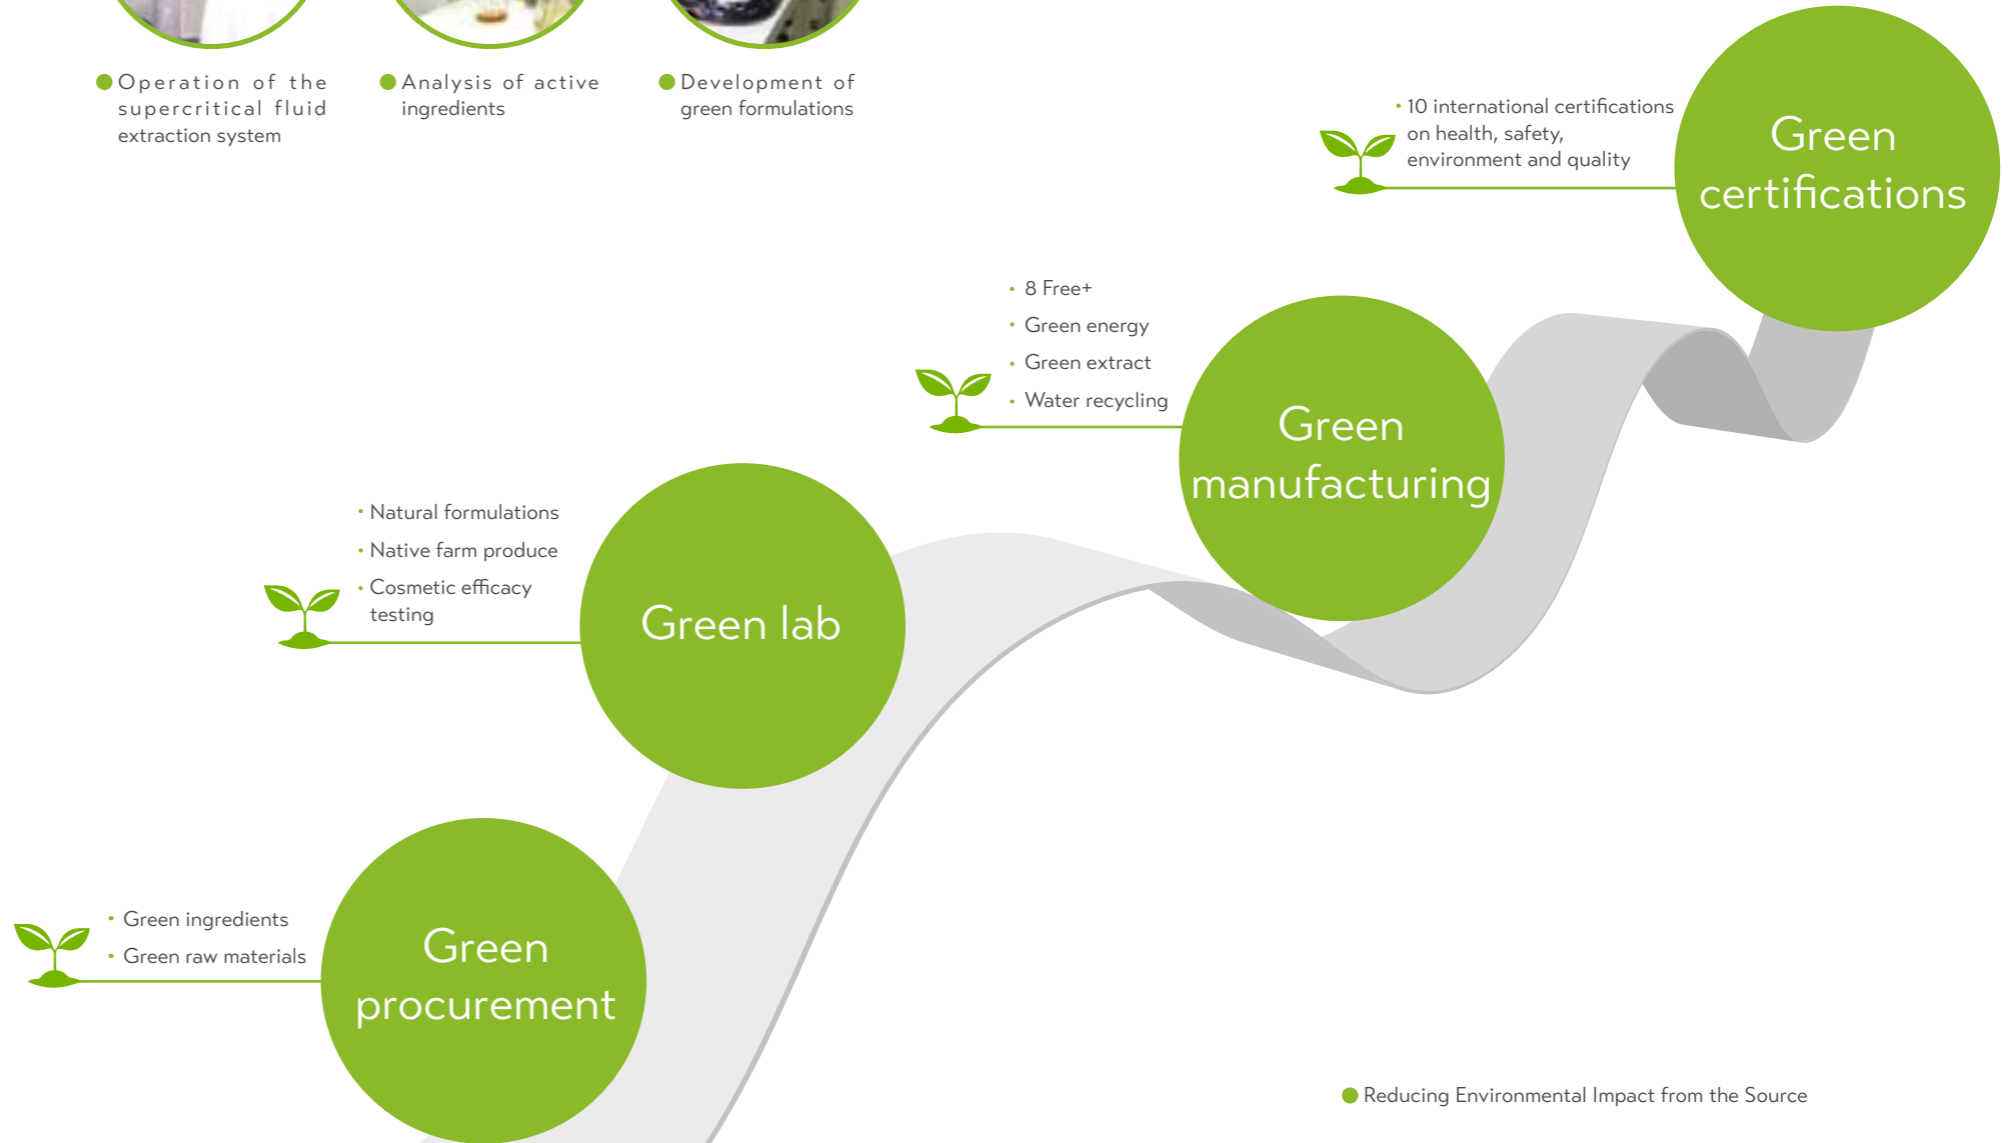 Operation of the
supercritical fluid
extraction system
Analysis of active
ingredients
Development of
green formulations
• 10 international certifications
on health, safety,
environment and quality
Green
certifications
• 8 Free+
• Green energy
• Green extract
• Water recycling
Green
manufacturing
• Natural formulations
• Native farm produce
• Cosmetic efficacy
testing
Green lab
• Green ingredients
• Green raw materials
Green
procurement
Reducing Environmental Impact from the Source